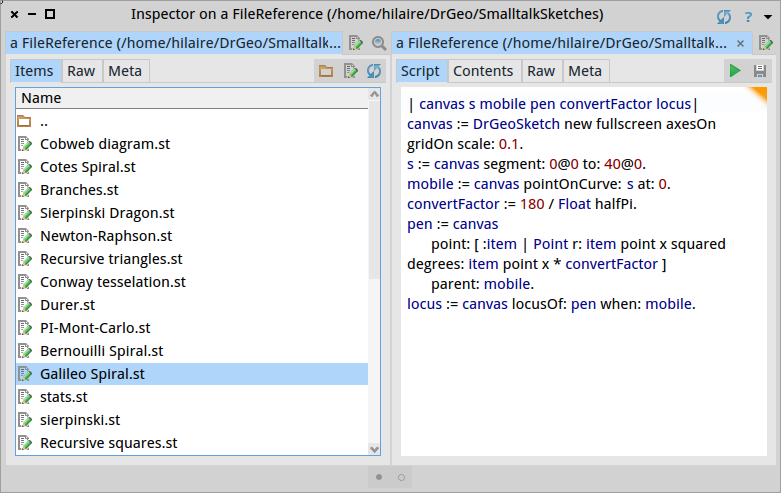 Inspector on a FileReference (/home/hilaire/DrGeo/SmalltalkSketches)
?
a FileReference (/home/hilaire/DrGeo/Smalltalk...
a FileReference (/home/hilaire/DrGeo/Smalltalk... ×
Items Raw Meta
Script Contents Raw Meta
Name
..
Cobweb diagram.st
Cotes Spiral.st
Branches.st
Sierpinski Dragon.st
Newton-Raphson.st
Recursive triangles.st
Conway tesselation.st
Durer.st
PI-Mont-Carlo.st
Bernouilli Spiral.st
Galileo Spiral.st
stats.st
sierpinski.st
Recursive squares.st
| canvas s mobile pen convertFactor locus|
canvas := DrGeoSketch new fullscreen axesOn
gridOn scale: 0.1.
s := canvas segment: 0@0 to: 40@0.
mobile := canvas pointOnCurve: s at: 0.
convertFactor := 180 / Float halfPi.
pen := canvas
point: [ :item | Point r: item point x squared
degrees: item point x * convertFactor ]
parent: mobile.
locus := canvas locusOf: pen when: mobile.